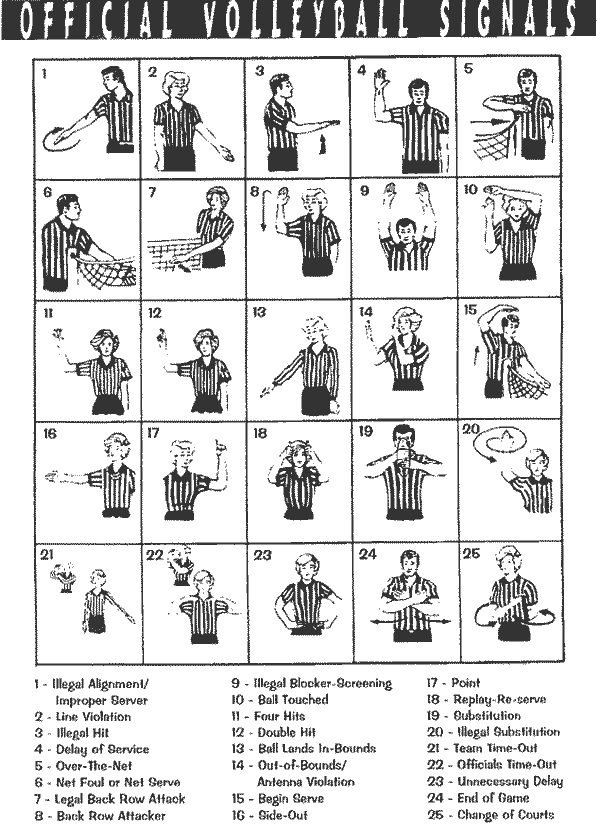 OFFICIAL VOLLEYBALL SIGNALS
1 2 3 4 5
6 7 8 9 10
11 12 13 14 15
16 17 18 19 20
21 22 23 24 25
1 - Illegal Alignment/
Improper Server
2 - Line Violation
3 - Illegal Hit
4 - Delay of Service
5 - Over-The-Net
6 - Net Foul or Net Serve
7 - Legal Back Row Attack
8 - Back Row Attacker
9 - Illegal Blocker-Screening
10 - Ball Touched
11 - Four Hits
12 - Double Hit
13 - Ball Lands In-Bounds
14 - Out-of-Bounds/
Antenna Violation
15 - Begin Serve
16 - Side-Out
17 - Point
18 - Replay-Re-serve
19 - Substitution
20 - Illegal Substitution
21 - Team Time-Out
22 - Officials Time-Out
23 - Unnecessary Delay
24 - End of Game
25 - Change of Courts